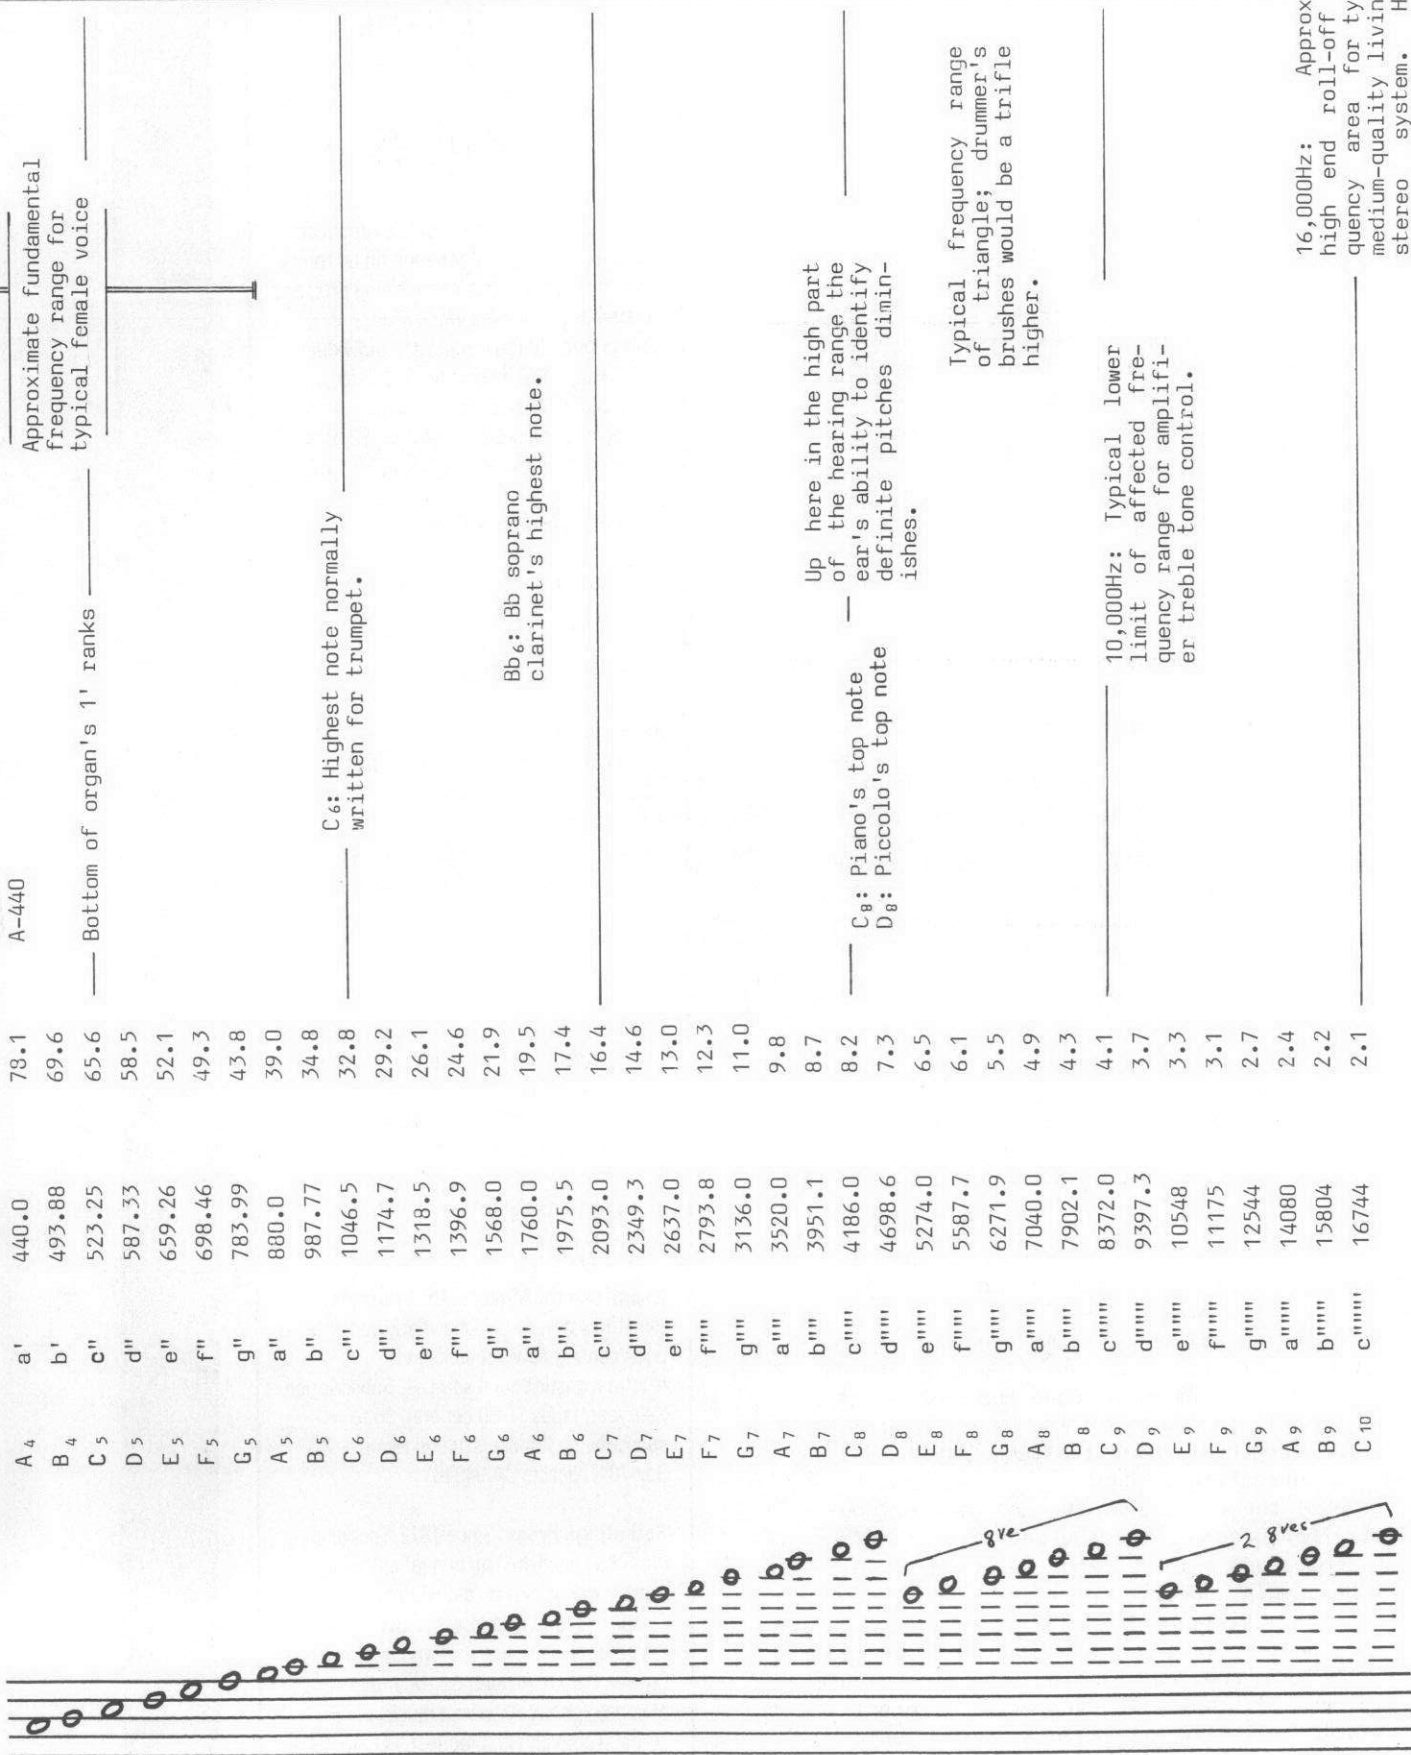 A4 a' 440.0 78.1 A-440
B4 b' 493.88 69.6
C5 c'' 523.25 65.6 Bottom of organ's 1' ranks
D5 d'' 587.33 58.5
E5 e'' 659.26 52.1
F5 f'' 698.46 49.3
G5 g'' 783.99 43.8
A5 a'' 880.0 39.0
B5 b'' 987.77 34.8
C6 c''' 1046.5 32.8
D6 d''' 1174.7 29.2
E6 e''' 1318.5 26.1
F6 f''' 1396.9 24.6
G6 g''' 1568.0 21.9
A6 a''' 1760.0 19.5
B6 b''' 1975.5 17.4
C7 c'''' 2093.0 16.4
D7 d'''' 2349.3 14.6
E7 e'''' 2637.0 13.0
F7 f'''' 2793.8 12.3
G7 g'''' 3136.0 11.0
A7 a'''' 3520.0 9.8
B7 b'''' 3951.1 8.7
C8 c''''' 4186.0 8.2
D8 d''''' 4698.6 7.3
E8 e''''' 5274.0 6.5
F8 f''''' 5587.7 6.1
G8 g''''' 6271.9 5.5
A8 a''''' 7040.0 4.9
B8 b''''' 7902.1 4.3
C9 c'''''' 8372.0 4.1
D9 d'''''' 9397.3 3.7
E9 e'''''' 10548 3.3
F9 f'''''' 11175 3.1
G9 g'''''' 12544 2.7
A9 a'''''' 14080 2.4
B9 b'''''' 15804 2.2
C10 c''''''' 16744 2.1
8ve
2 8ves
Approximate fundamental
frequency range for
typical female voice
C6: Highest note normally
written for trumpet.
Bb6: Bb soprano
clarinet's highest note.
C8: Piano's top note
D8: Piccolo's top note
Up here in the high part
of the hearing range the
ear's ability to identify
definite pitches dimin-
ishes.
Typical frequency range
of triangle; drummer's
brushes would be a trifle
higher.
10,000Hz: Typical lower
limit of affected fre-
quency range for amplifi-
er treble tone control.
16,000Hz: Approx
high end roll-off
quency area for ty
medium-quality livin
stereo system. H